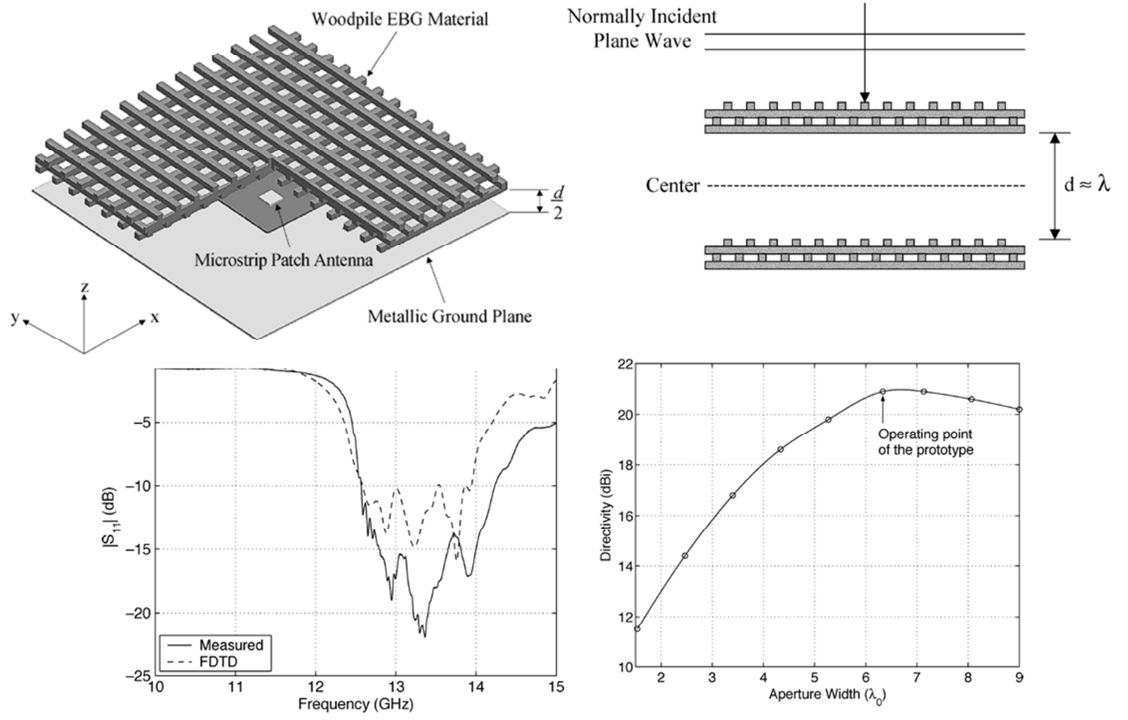 Woodpile EBG Material
d
2
Microstrip Patch Antenna
Metallic Ground Plane
z
y
x
Normally Incident
Plane Wave
Center
d ≈ λ
|S11| (dB)
−5
−10
−15
−20
−25
Measured
FDTD
10 11 12 13 14 15
Frequency (GHz)
Directivity (dBi)
22
20
18
16
14
12
10
Operating point
of the prototype
2 3 4 5 6 7 8 9
Aperture Width (λ0)